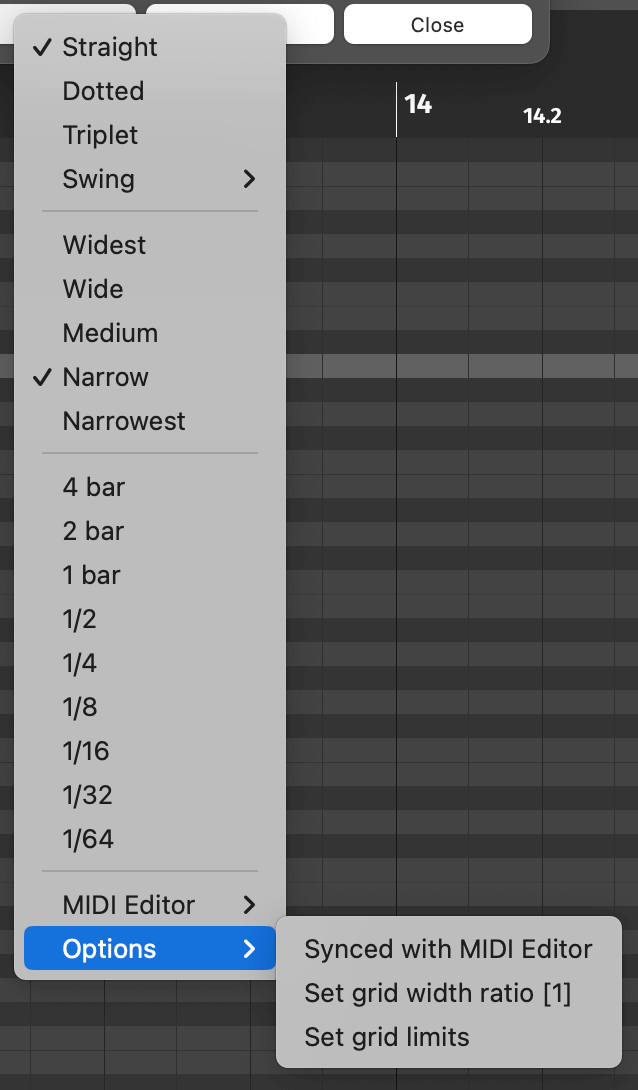 Close
14
14.2
✓ Straight
Dotted
Triplet
Swing >
Widest
Wide
Medium
✓ Narrow
Narrowest
4 bar
2 bar
1 bar
1/2
1/4
1/8
1/16
1/32
1/64
MIDI Editor >
Options >
Synced with MIDI Editor
Set grid width ratio [1]
Set grid limits